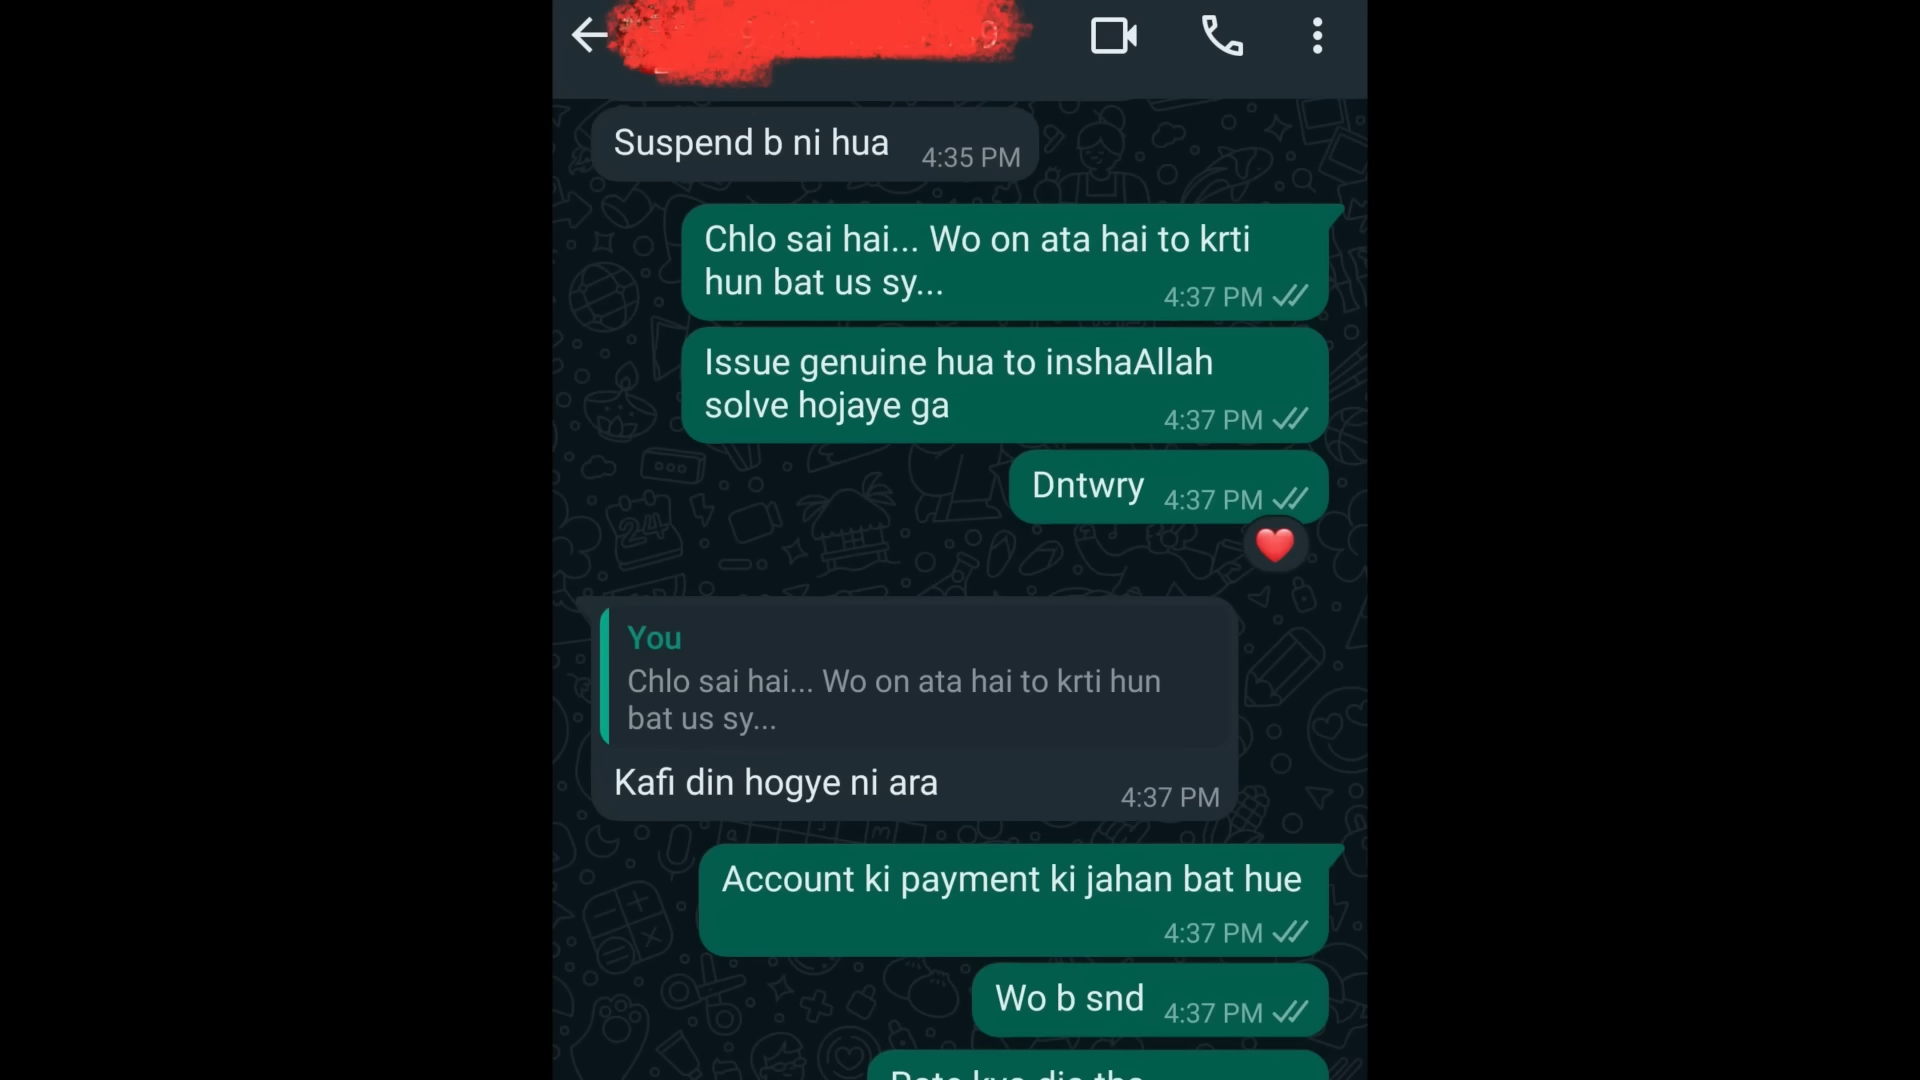 Suspend b ni hua
4:35 PM
Chlo sai hai... Wo on ata hai to krti
hun bat us sy...
4:37 PM
Issue genuine hua to inshaAllah
solve hojaye ga
4:37 PM
Dntwry
4:37 PM
You
Chlo sai hai... Wo on ata hai to krti hun
bat us sy...
Kafi din hogye ni ara
4:37 PM
Account ki payment ki jahan bat hue
4:37 PM
Wo b snd
4:37 PM